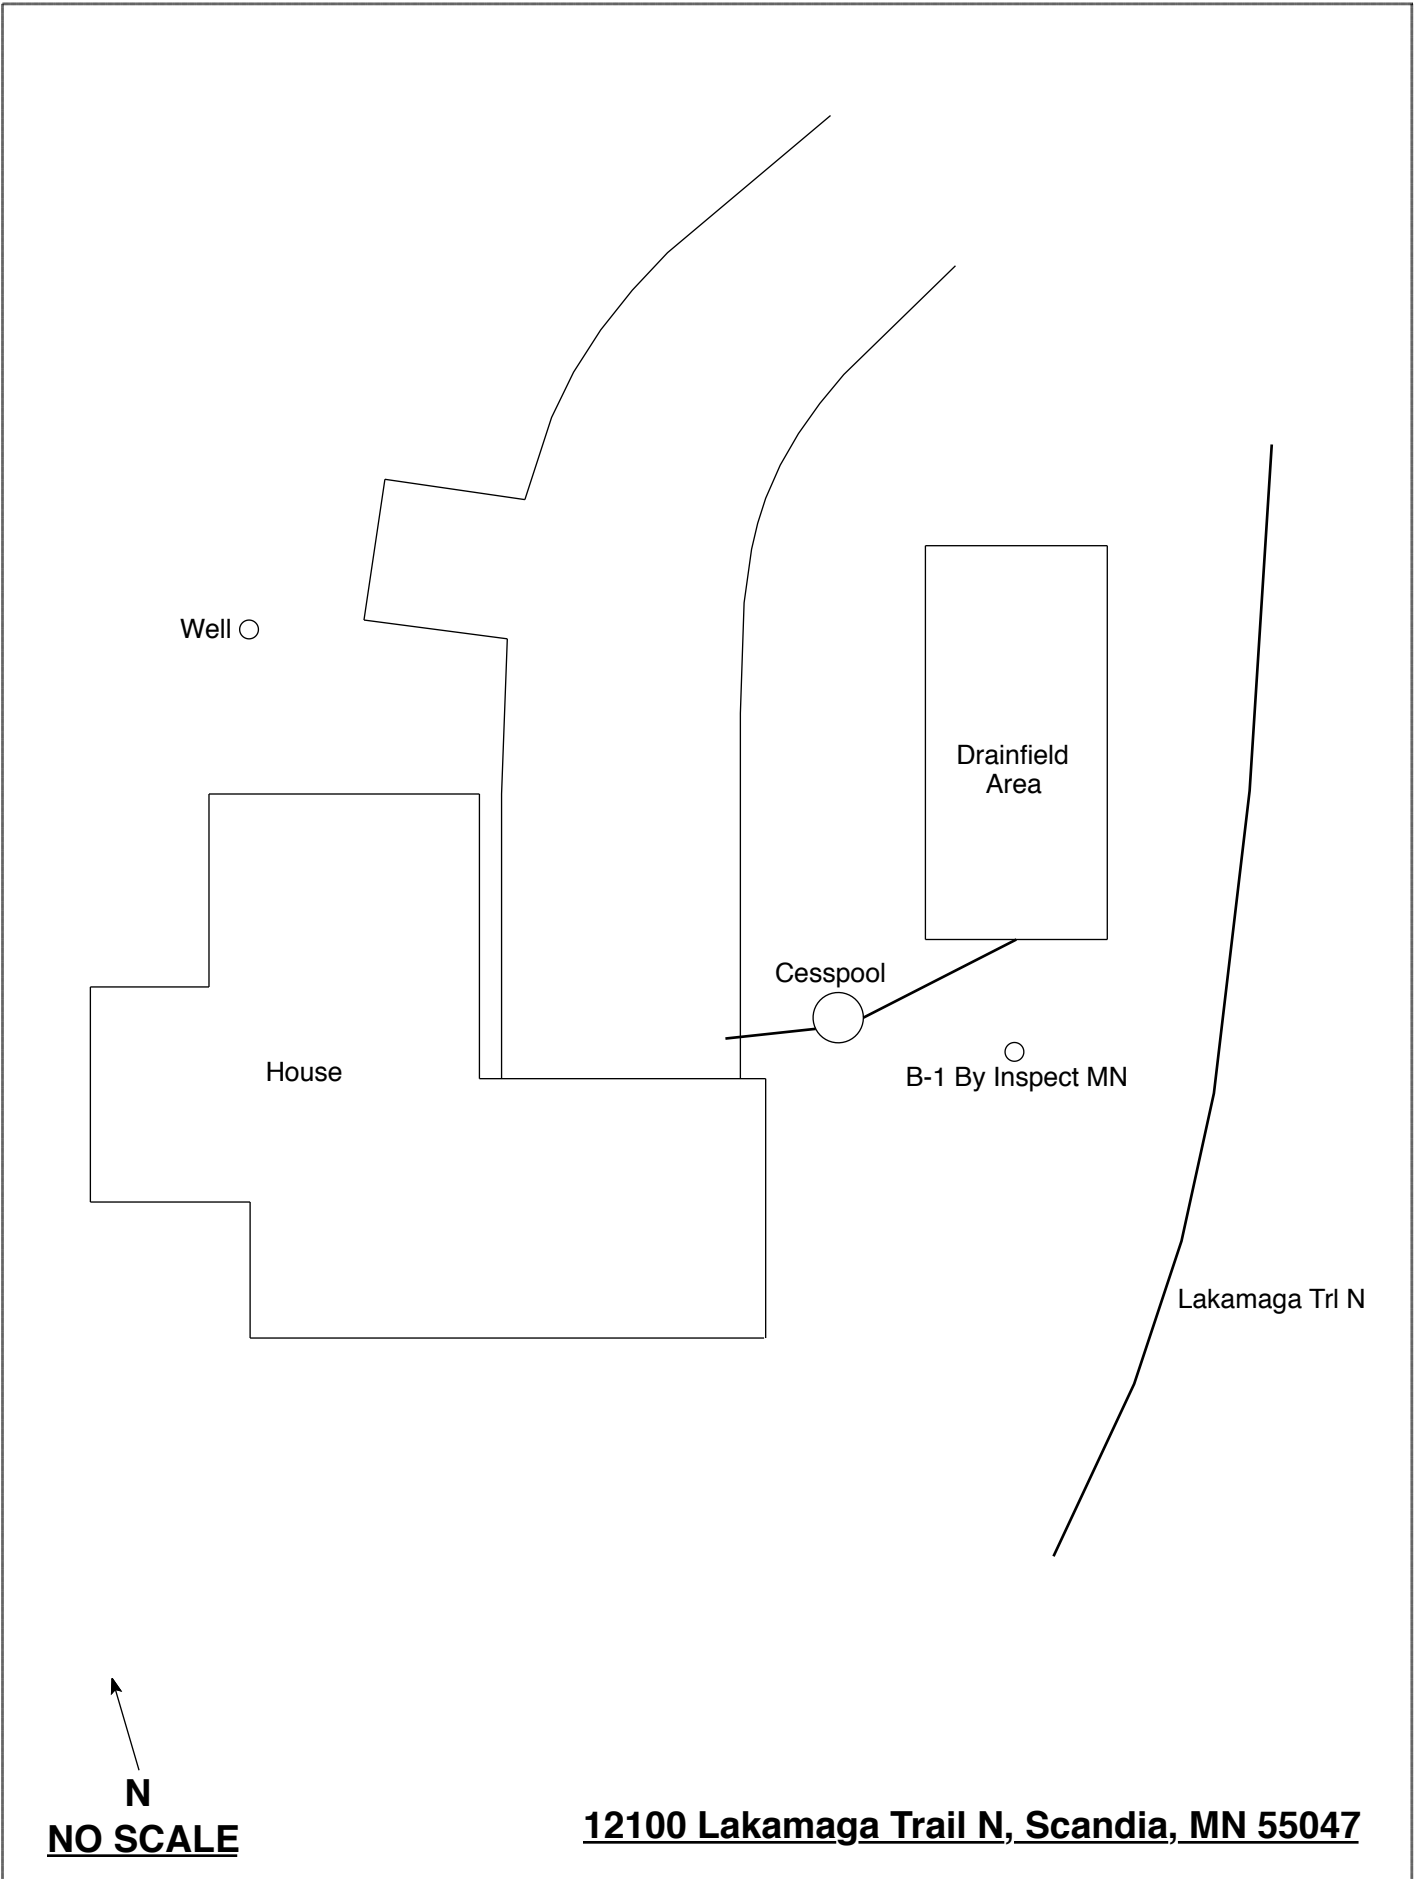 Well
Drainfield
Area
Cesspool
House
B-1 By Inspect MN
Lakamaga Trl N
N
NO SCALE
12100 Lakamaga Trail N, Scandia, MN 55047